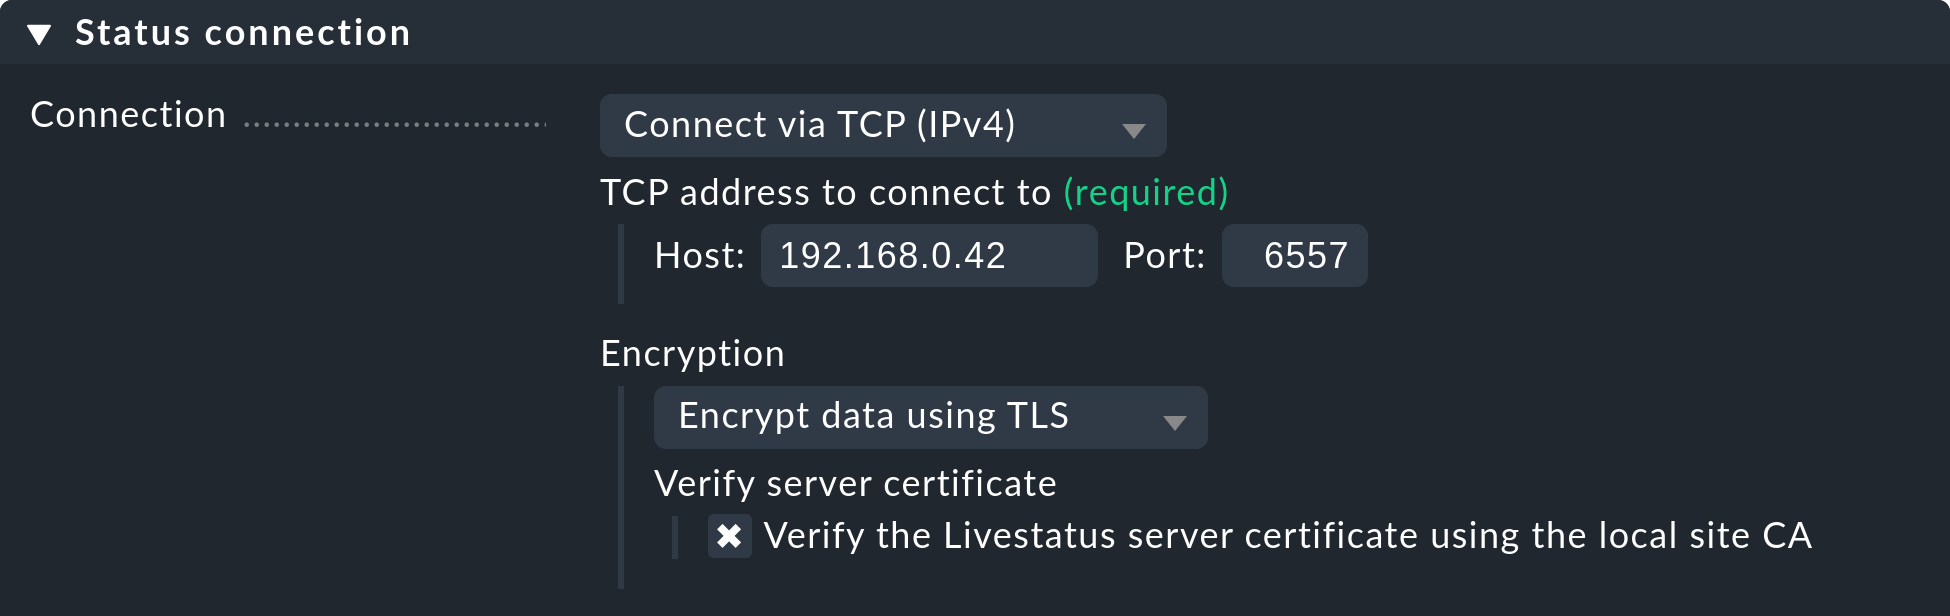 Status connection
Connection
Connect via TCP (IPv4)
TCP address to connect to (required)
Host: 192.168.0.42 Port: 6557
Encryption
Encrypt data using TLS
Verify server certificate
Verify the Livestatus server certificate using the local site CA